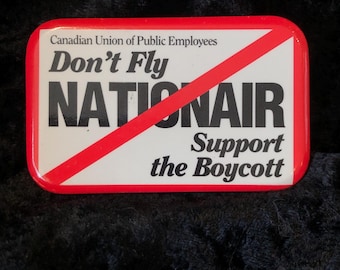 Canadian Union of Public Employees
Don't Fly
NATIONAIR
Support
the Boycott